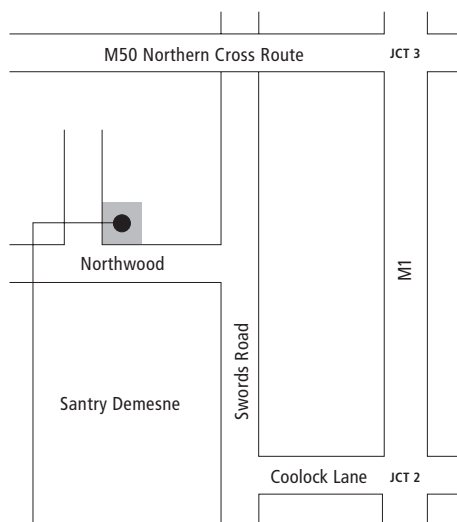 M50 Northern Cross Route
JCT 3
Northwood
M1
Swords Road
Santry Demesne
Coolock Lane
JCT 2